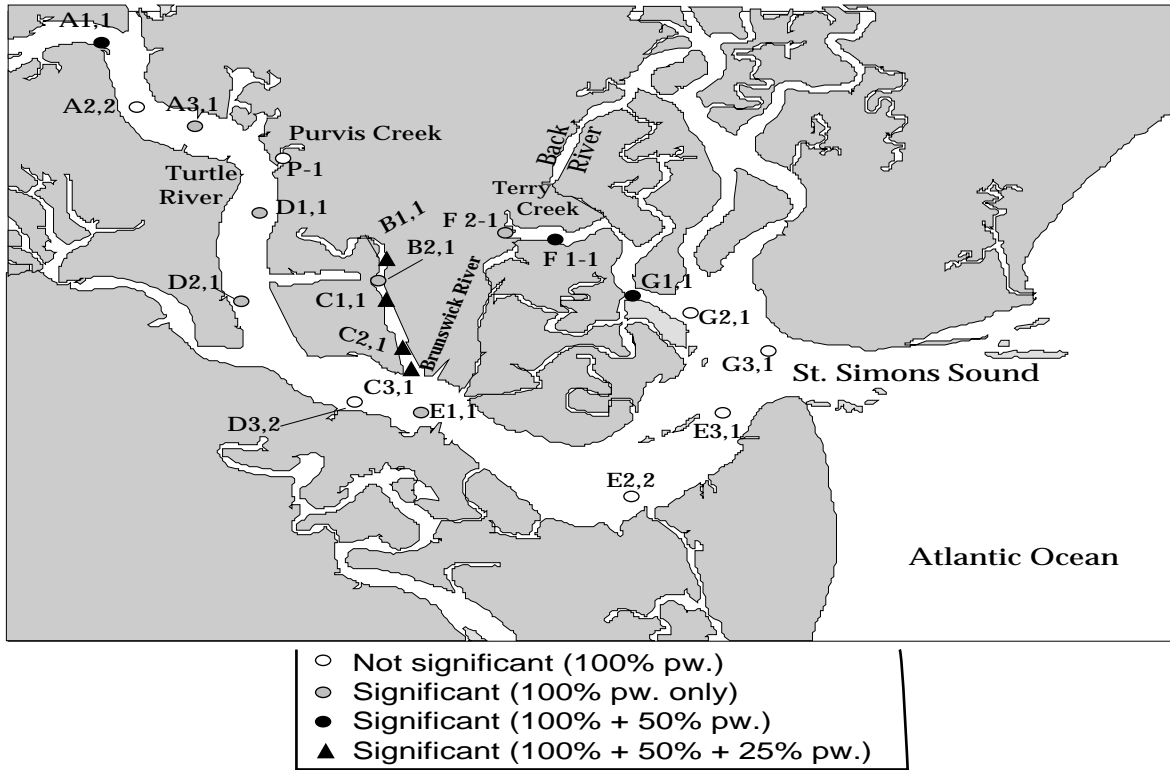 A1,1
A2,2
A3,1
Purvis Creek
P-1
Turtle
River
D1,1
D2,1
Back
River
Terry
Creek
F 2-1
F 1-1
B1,1
B2,1
C1,1
C2,1
Brunswick River
C3,1
D3,2
E1,1
G1,1
G2,1
G3,1
St. Simons Sound
E3,1
E2,2
Atlantic Ocean
Not significant (100% pw.)
Significant (100% pw. only)
Significant (100% + 50% pw.)
Significant (100% + 50% + 25% pw.)